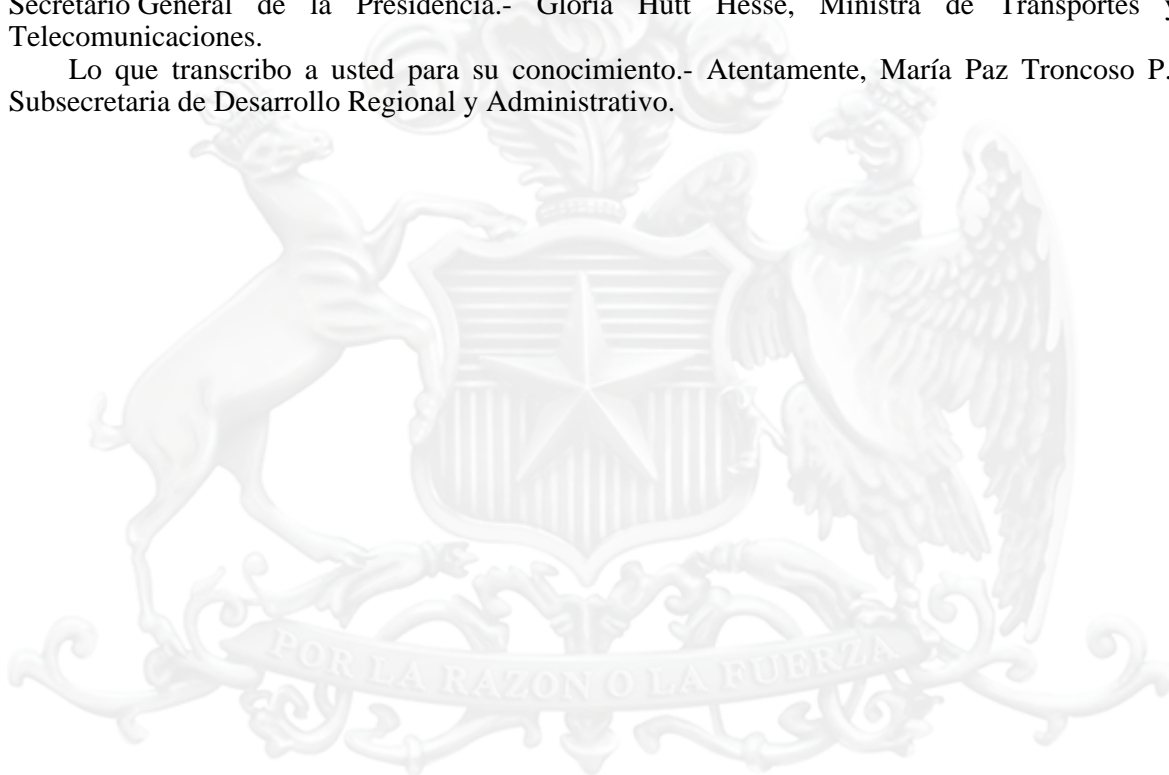 Secretario General de la Presidencia.- Gloria Hutt Hesse, Ministra de Transportes y
Telecomunicaciones.
Lo que transcribo a usted para su conocimiento.- Atentamente, María Paz Troncoso P.,
Subsecretaria de Desarrollo Regional y Administrativo.
POR LA RAZON O LA FUERZA